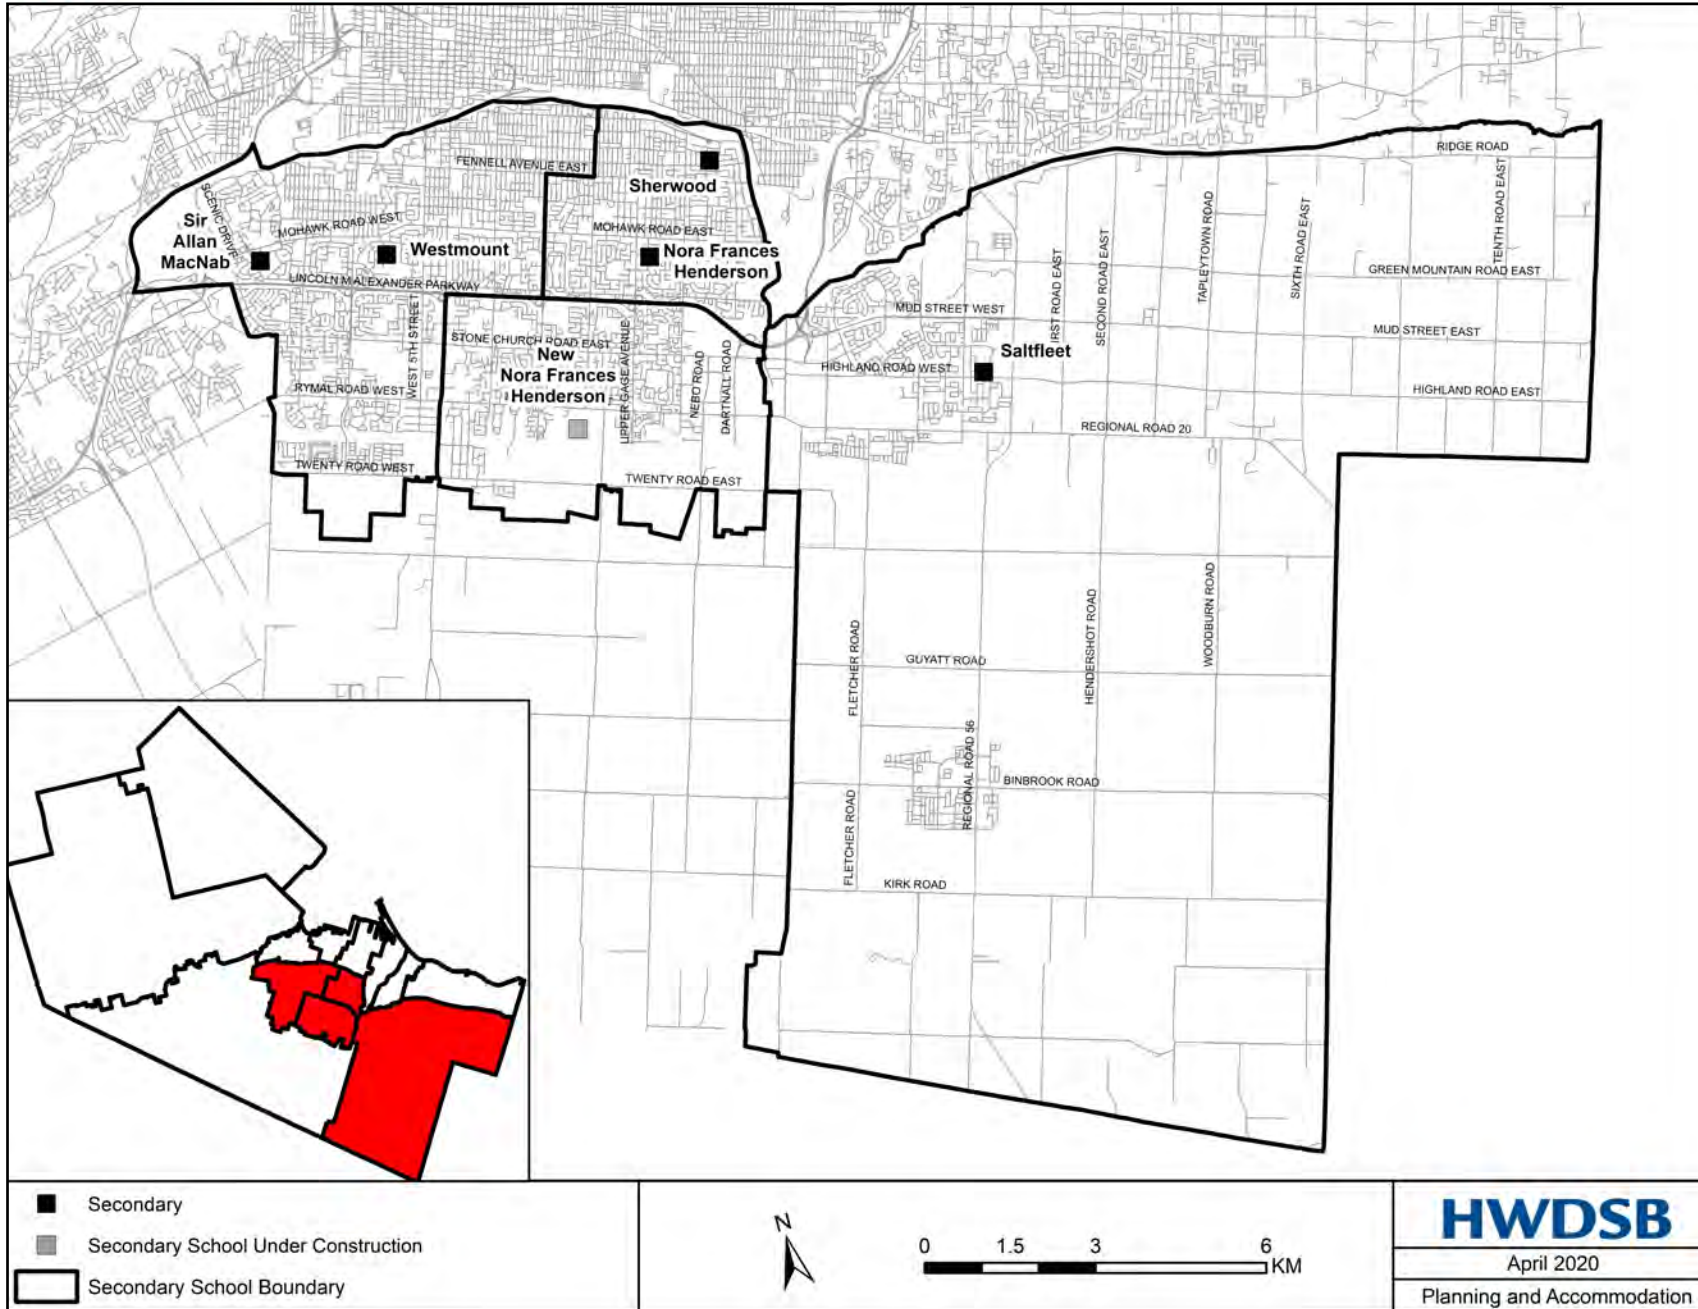 RIDGE ROAD
FENNELL AVENUE EAST
Sherwood
TENTH ROAD EAST
SCENIC DRIVE
MOHAWK ROAD WEST
MOHAWK ROAD EAST
TAPLEYTOWN ROAD
SIXTH ROAD EAST
Sir
Allan
MacNab
Westmount
Nora Frances
Henderson
IRST ROAD EAST
SECOND ROAD EAST
GREEN MOUNTAIN ROAD EAST
LINCOLN M ALEXANDER PARKWAY
MUD STREET WEST
MUD STREET EAST
WEST 5TH STREET
STONE CHURCH ROAD EAST
UPPER GAGE AVENUE
New
Nora Frances
Henderson
NEBO ROAD
DARTNALL ROAD
Saltfleet
HIGHLAND ROAD WEST
RYMAL ROAD WEST
HIGHLAND ROAD EAST
REGIONAL ROAD 20
TWENTY ROAD WEST
TWENTY ROAD EAST
WOODBURN ROAD
HENDERSHOT ROAD
FLETCHER ROAD
GUYATT ROAD
REGIONAL ROAD 56
BINBROOK ROAD
FLETCHER ROAD
KIRK ROAD
Secondary
Secondary School Under Construction
Secondary School Boundary
N
0 1.5 3 6
KM
HWDSB
April 2020
Planning and Accommodation